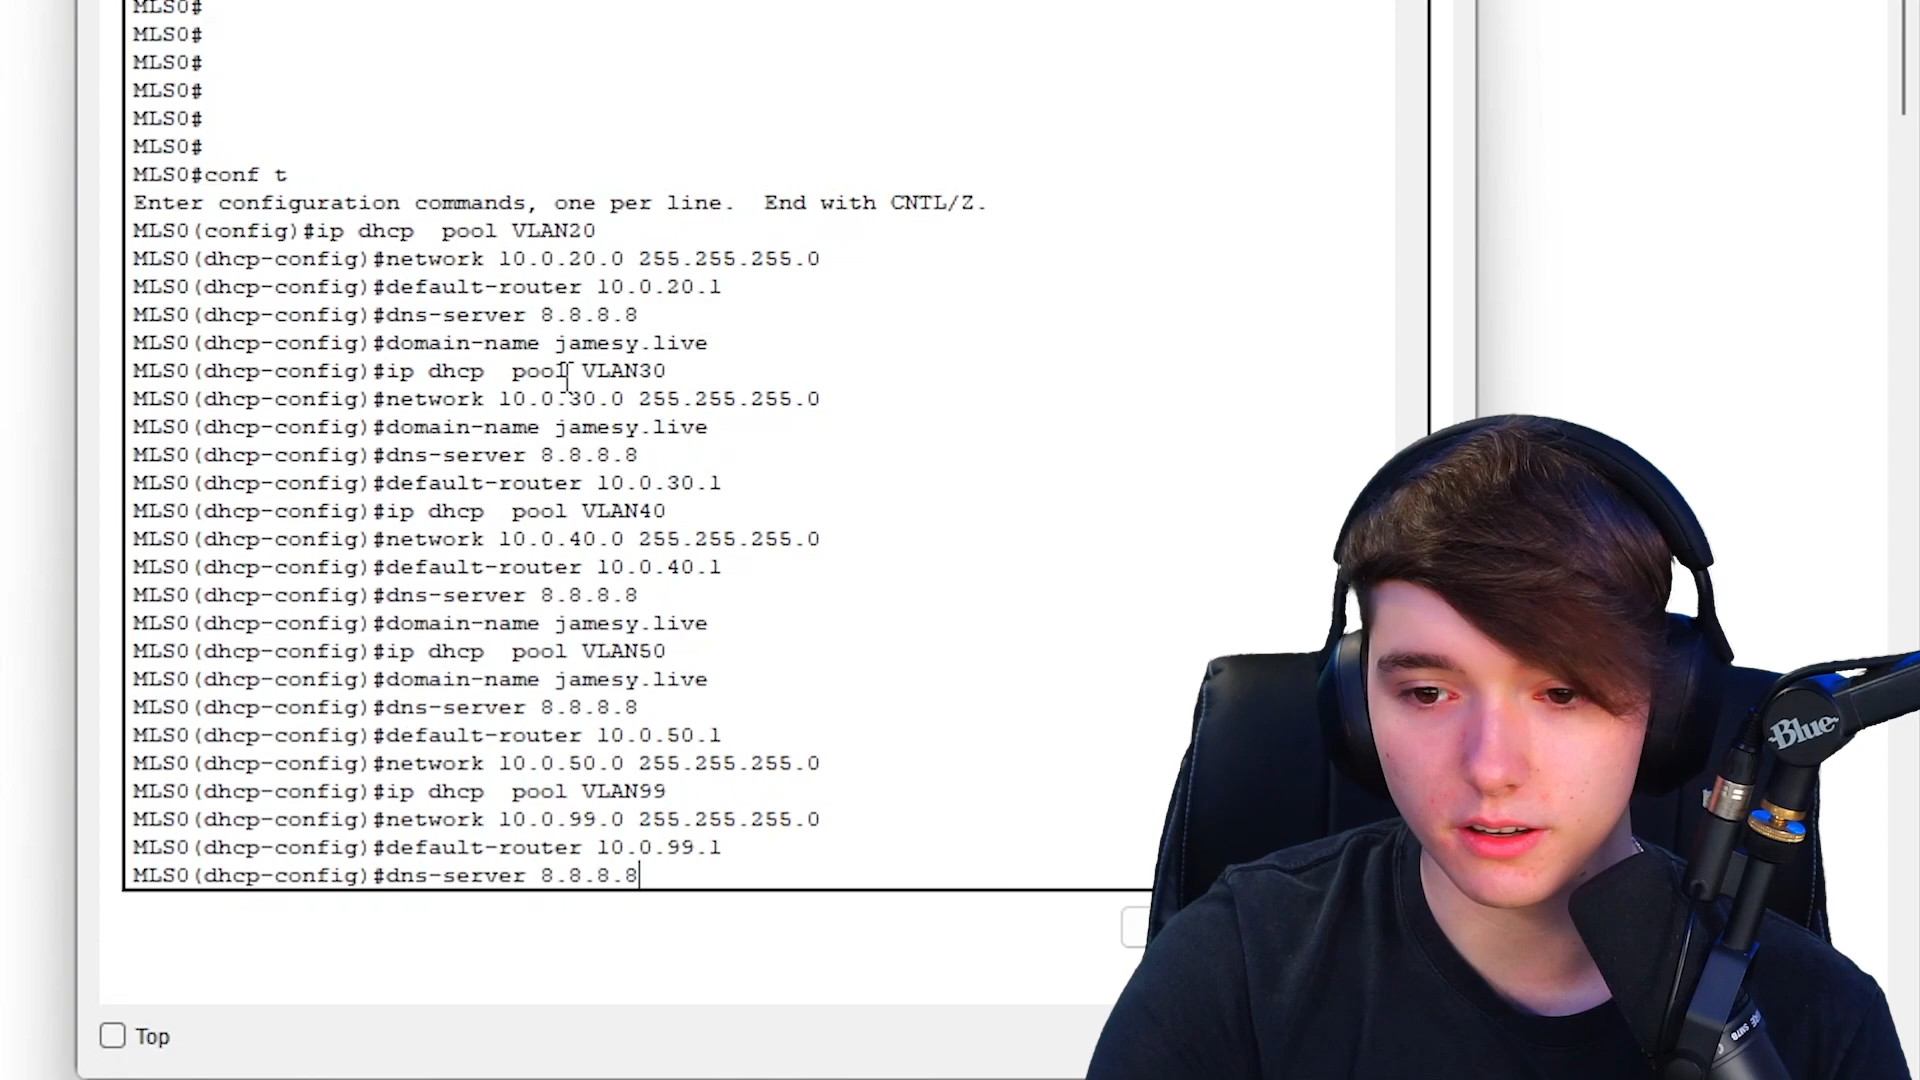 MLS0#
MLS0#
MLS0#
MLS0#
MLS0#
MLS0#
MLS0#conf t
Enter configuration commands, one per line.  End with CNTL/Z.
MLS0(config)#ip dhcp  pool VLAN20
MLS0(dhcp-config)#network 10.0.20.0 255.255.255.0
MLS0(dhcp-config)#default-router 10.0.20.1
MLS0(dhcp-config)#dns-server 8.8.8.8
MLS0(dhcp-config)#domain-name jamesy.live
MLS0(dhcp-config)#ip dhcp  pool VLAN30
MLS0(dhcp-config)#network 10.0.30.0 255.255.255.0
MLS0(dhcp-config)#domain-name jamesy.live
MLS0(dhcp-config)#dns-server 8.8.8.8
MLS0(dhcp-config)#default-router 10.0.30.1
MLS0(dhcp-config)#ip dhcp  pool VLAN40
MLS0(dhcp-config)#network 10.0.40.0 255.255.255.0
MLS0(dhcp-config)#default-router 10.0.40.1
MLS0(dhcp-config)#dns-server 8.8.8.8
MLS0(dhcp-config)#domain-name jamesy.live
MLS0(dhcp-config)#ip dhcp  pool VLAN50
MLS0(dhcp-config)#domain-name jamesy.live
MLS0(dhcp-config)#dns-server 8.8.8.8
MLS0(dhcp-config)#default-router 10.0.50.1
MLS0(dhcp-config)#network 10.0.50.0 255.255.255.0
MLS0(dhcp-config)#ip dhcp  pool VLAN99
MLS0(dhcp-config)#network 10.0.99.0 255.255.255.0
MLS0(dhcp-config)#default-router 10.0.99.1
MLS0(dhcp-config)#dns-server 8.8.8.8
Top
Blue
SM7B